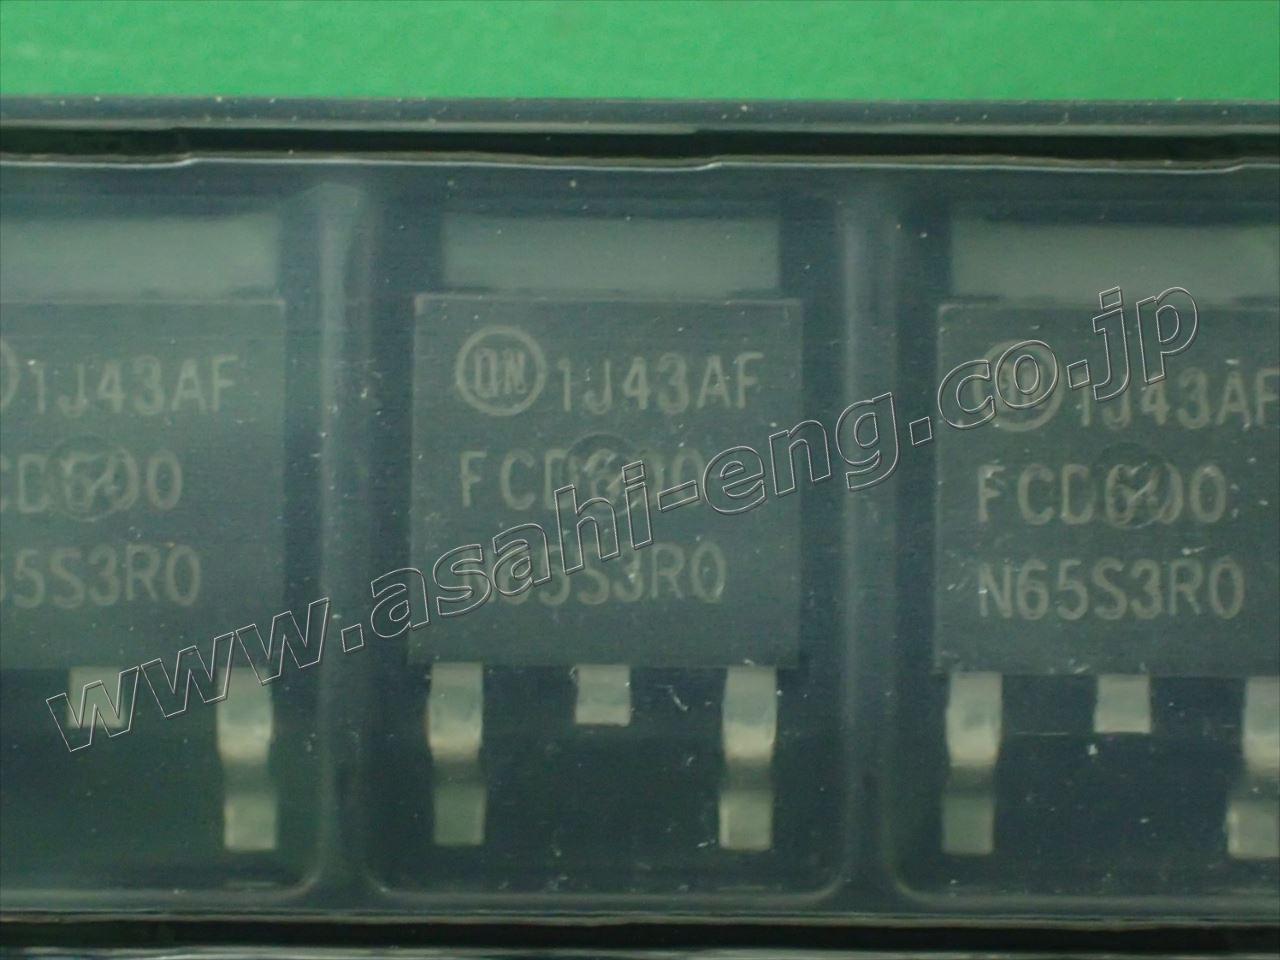 1J43AF
CD600
65S3R0
ON 1J43AF
FCD600
N65S3R0
1J43AF
FCD600
N65S3R0
www.asahi-eng.co.jp